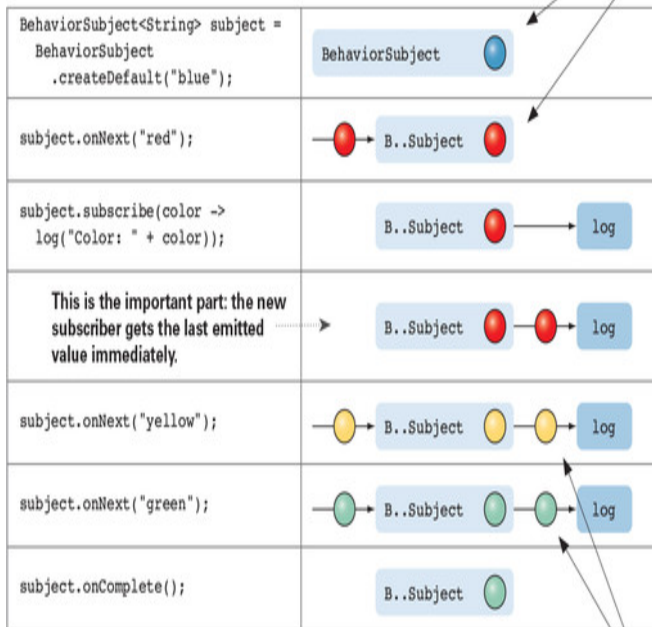 BehaviorSubject<String> subject =
BehaviorSubject
.createDefault("blue");
BehaviorSubject
subject.onNext("red");
B..Subject
subject.subscribe(color ->
log("Color: " + color));
B..Subject
log
This is the important part: the new
subscriber gets the last emitted
value immediately.
B..Subject
log
subject.onNext("yellow");
B..Subject
log
subject.onNext("green");
B..Subject
log
subject.onComplete();
B..Subject